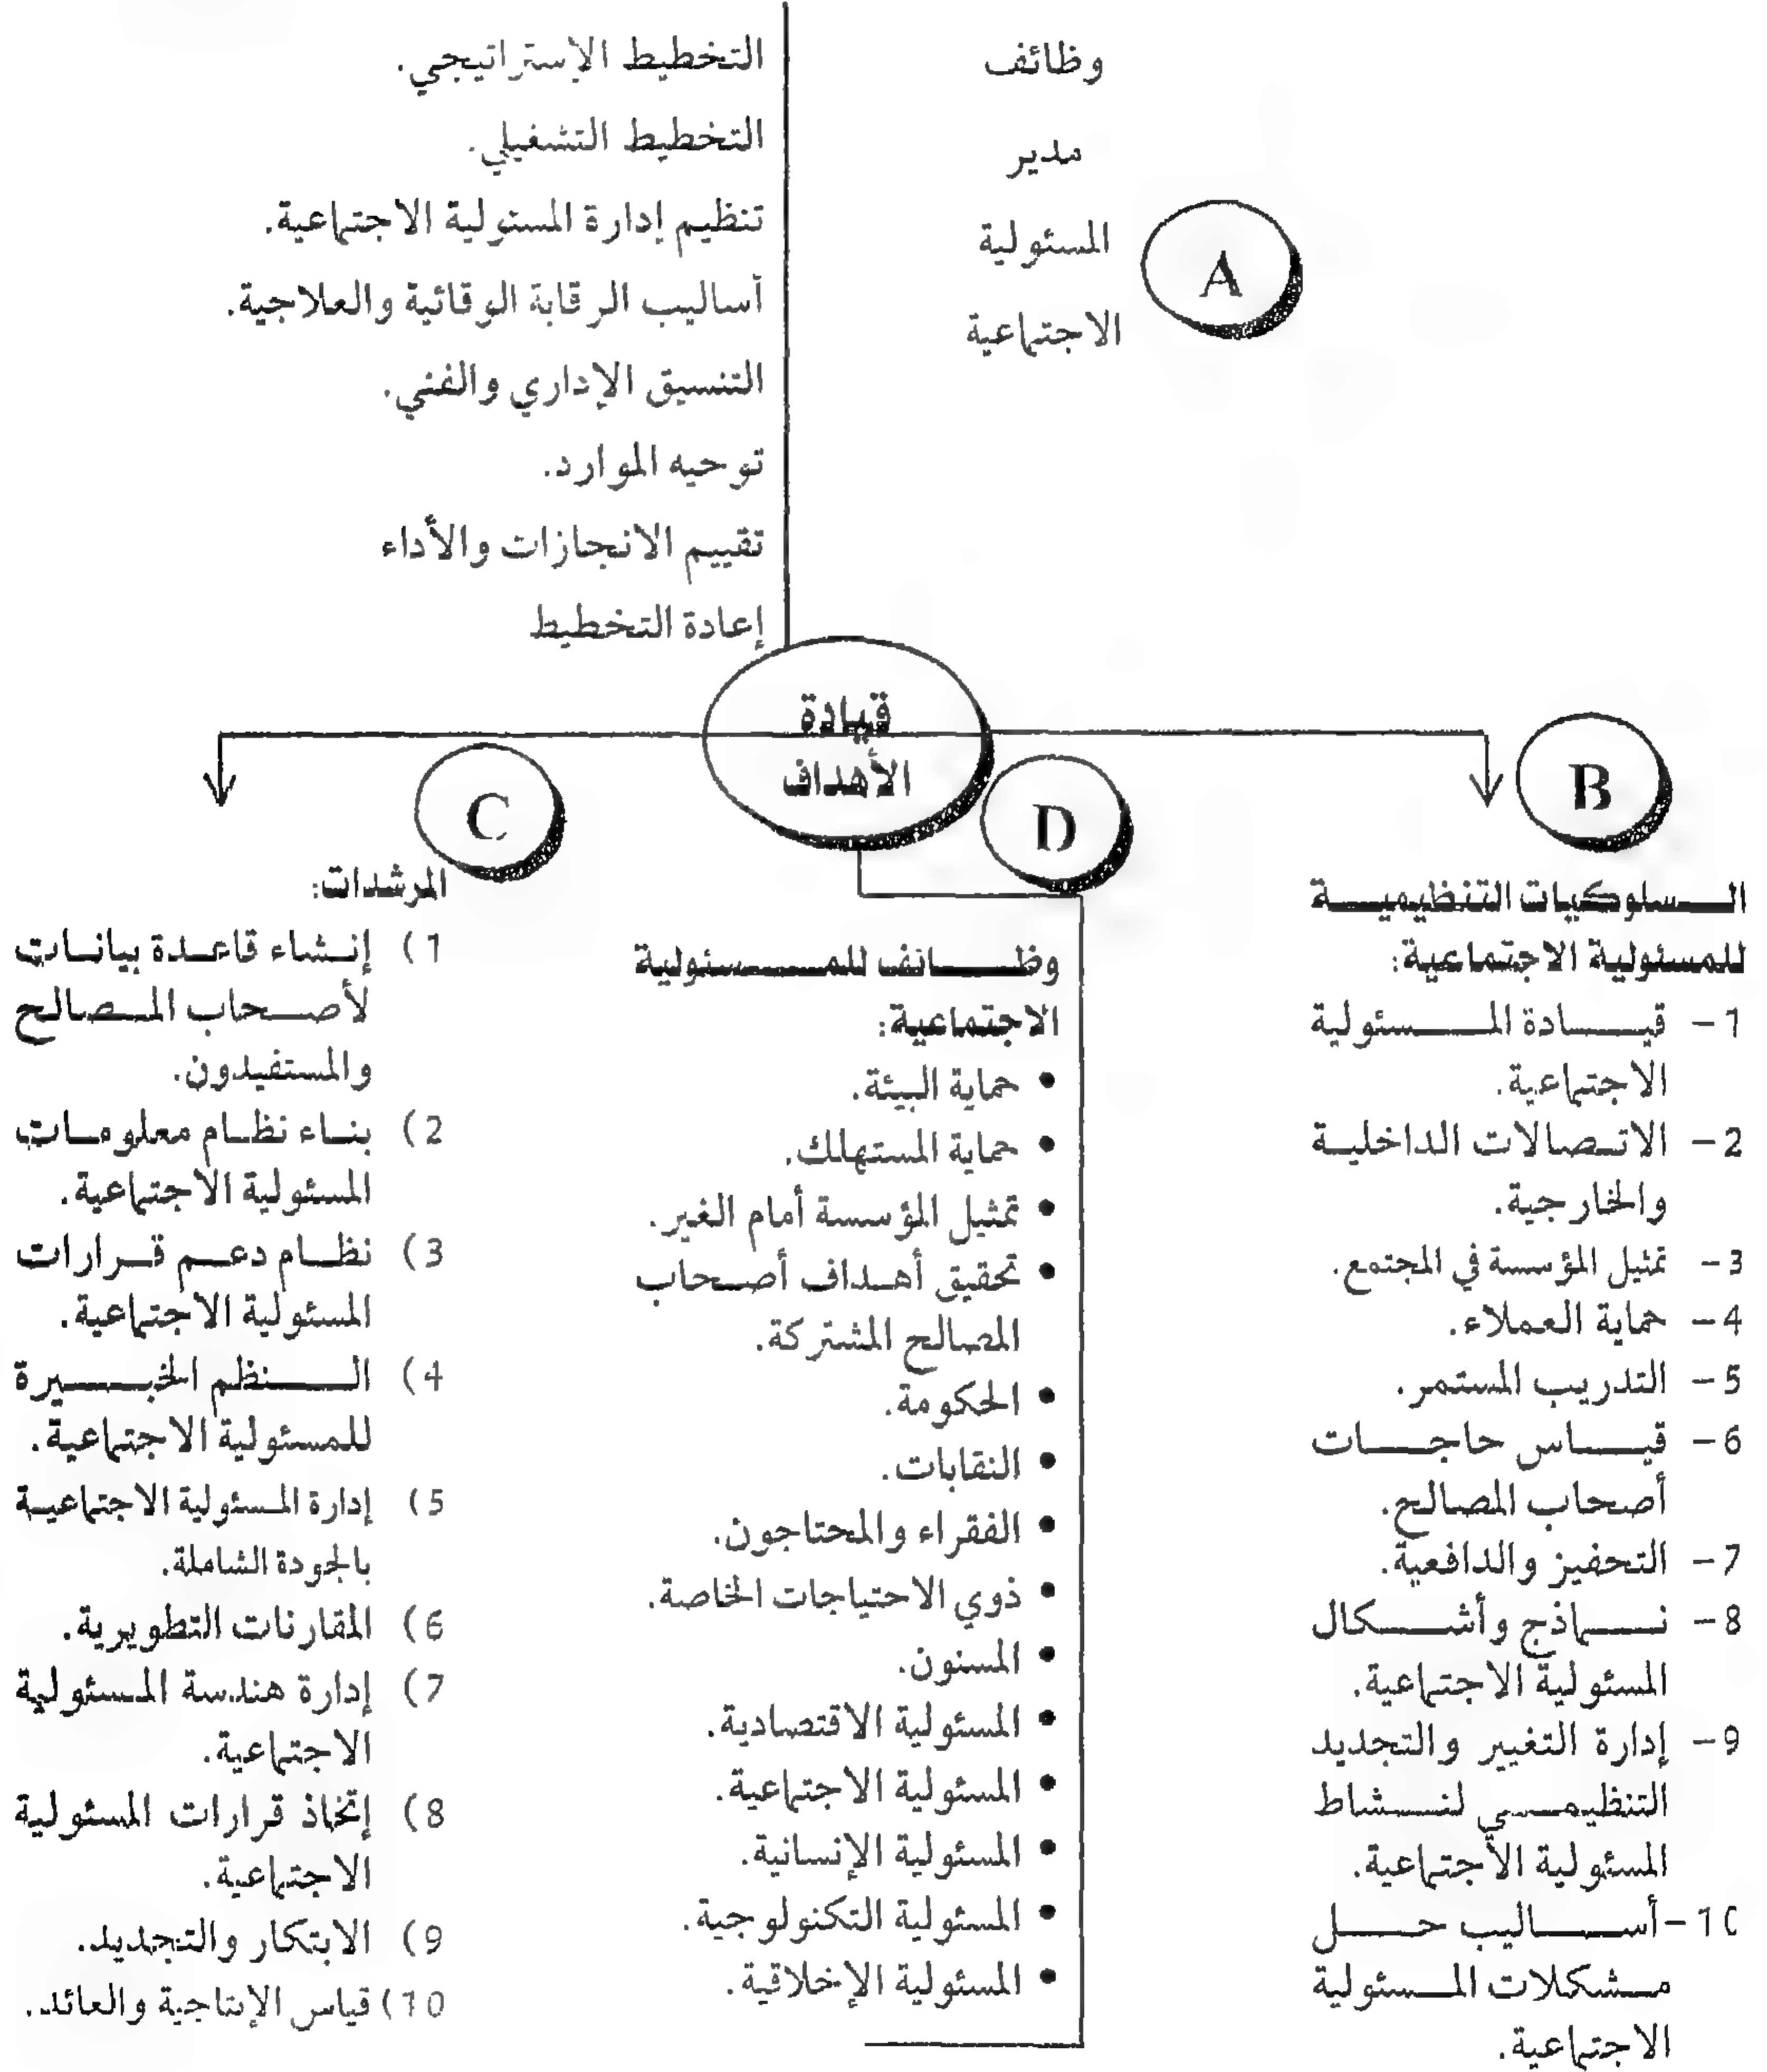 A
وظائف
مدير
المسئولية
الاجتماعية
التخطيط الإستراتيجي.
التخطيط التشغيلي.
تنظيم إدارة المسئولية الاجتماعية.
أساليب الرقابة الوقائية والعلاجية.
التنسيق الإداري والفني.
توجيه الموارد.
تقييم الانجازات والأداء
إعادة التخطيط
قيادة
الأهداف
B
السلوكيات التنظيمية
للمسئولية الاجتماعية:
1- قيادة المسئولية
الاجتماعية.
2- الاتصالات الداخلية
والخارجية.
3- تمثيل المؤسسة في المجتمع.
4- حماية العملاء.
5- التدريب المستمر.
6- قياس حاجات
أصحاب المصالح.
7- التحفيز والدافعية.
8- نماذج وأشكال
المسئولية الاجتماعية.
9- إدارة التغيير والتجديد
التنظيمي لنشاط
المسئولية الاجتماعية.
10- أساليب حل
مشكلات المسئولية
الاجتماعية.
D
وظائف للمسئولية
الاجتماعية:
• حماية البيئة.
• حماية المستهلك.
• تمثيل المؤسسة أمام الغير.
• تحقيق أهداف أصحاب
المصالح المشتركة.
• الحكومة.
• النقابات.
• الفقراء والمحتاجون.
• ذوي الاحتياجات الخاصة.
• المسنون.
• المسئولية الاقتصادية.
• المسئولية الاجتماعية.
• المسئولية الإنسانية.
• المسئولية التكنولوجية.
• المسئولية الإخلاقية.
C
المرشدات:
1) إنشاء قاعدة بيانات
لأصحاب المصالح
والمستفيدون.
2) بناء نظام معلومات
المسئولية الاجتماعية.
3) نظام دعم قرارات
المسئولية الاجتماعية.
4) النظم الخبيرة
للمسئولية الاجتماعية.
5) إدارة المسئولية الاجتماعية
بالجودة الشاملة.
6) المقارنات التطويرية.
7) إدارة هندسة المسئولية
الاجتماعية.
8) إتخاذ قرارات المسئولية
الاجتماعية.
9) الابتكار والتجديد.
10) قياس الإنتاجية والعائد.